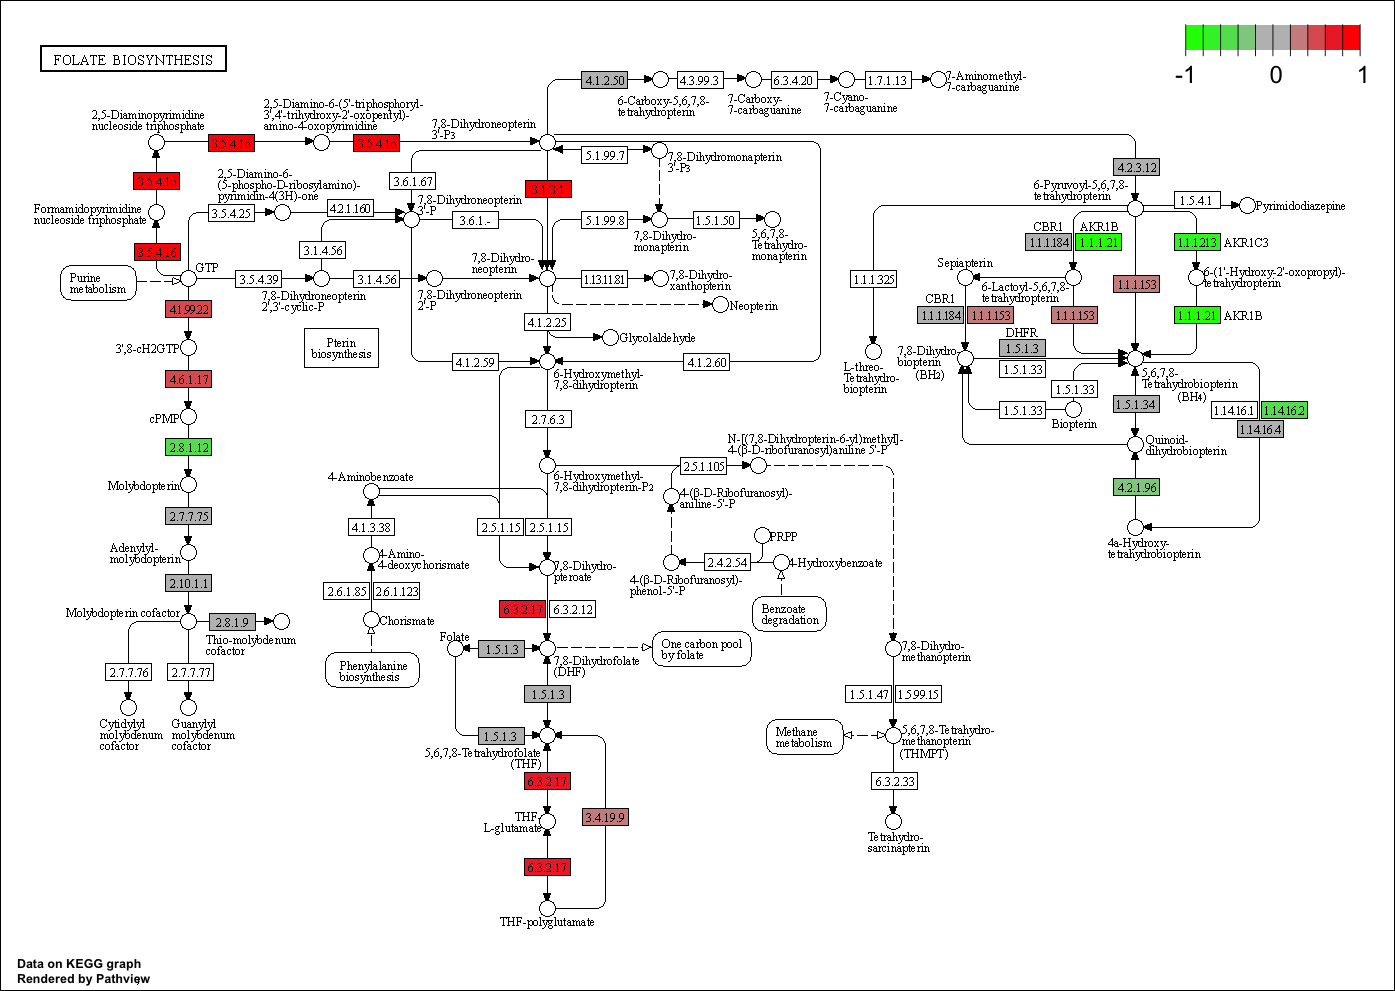 FOLATE BIOSYNTHESIS
-1
0
1
4.1.2.50
4.3.99.3
6.3.4.20
1.7.1.13
7-Aminomethyl-
7-carbaguanine
6-Carboxy-5,6,7,8-
tetrahydropterin
7-Carboxy-
7-carbaguanine
7-Cyano-
7-carbaguanine
2,5-Diaminopyrimidine
nucleoside triphosphate
2,5-Diamino-6-(5'-triphosphoryl-
3',4'-trihydroxy-2'-oxopentyl)-
amino-4-oxopyrimidine
7,8-Dihydroneopterin
3'-P3
3.5.4.16
3.5.4.16
5.1.99.7
7,8-Dihydromonapterin
3'-P3
4.2.3.12
3.5.4.16
2,5-Diamino-6-
(5-phospho-D-ribosylamino)-
pyrimidin-4(3H)-one
3.6.1.67
3.1.3.1
6-Pyruvoyl-5,6,7,8-
tetrahydropterin
1.5.4.1
Pyrimidodiazepine
Formamidopyrimidine
nucleoside triphosphate
3.5.4.25
4.2.1.160
7,8-Dihydroneopterin
3'-P
3.6.1.-
5.1.99.8
1.5.1.50
7,8-Dihydro-
monapterin
5,6,7,8-
Tetrahydro-
monapterin
CBR1
AKR1B
1.1.1.184
1.1.1.21
1.1.1.213
AKR1C3
3.5.4.16
3.1.4.56
GTP
Purine
metabolism
3.5.4.39
3.1.4.56
7,8-Dihydro-
neopterin
1.13.11.81
7,8-Dihydro-
xanthopterin
1.1.1.325
Sepiapterin
6-Lactoyl-5,6,7,8-
tetrahydropterin
1.1.1.153
6-(1'-Hydroxy-2'-oxopropyl)-
tetrahydropterin
7,8-Dihydroneopterin
2',3'-cyclic-P
7,8-Dihydroneopterin
2'-P
Neopterin
4.1.99.22
CBR1
1.1.1.184
1.1.1.153
1.1.1.153
1.1.1.21
AKR1B
4.1.2.25
Glycolaldehyde
3',8-cH2GTP
Pterin
biosynthesis
4.1.2.59
4.1.2.60
DHFR
1.5.1.3
1.5.1.33
7,8-Dihydro-
biopterin
(BH2)
L-threo-
Tetrahydro-
biopterin
6-Hydroxymethyl-
7,8-dihydropterin
5,6,7,8-
Tetrahydrobiopterin
(BH4)
4.6.1.17
1.5.1.33
1.5.1.33
Biopterin
1.5.1.34
1.14.16.1
1.14.16.2
1.14.16.4
cPMP
2.7.6.3
2.8.1.12
N-[(7,8-Dihydropterin-6-yl)methyl]-
4-(β-D-ribofuranosyl)aniline 5'-P
Quinoid-
dihydrobiopterin
2.5.1.105
Molybdopterin
4-Aminobenzoate
6-Hydroxymethyl-
7,8-dihydropterin-P2
4-(β-D-Ribofuranosyl)-
aniline-5'-P
4.2.1.96
2.7.7.75
4.1.3.38
2.5.1.15
2.5.1.15
PRPP
4a-Hydroxy-
tetrahydrobiopterin
Adenylyl-
molybdopterin
4-Amino-
4-deoxychorismate
7,8-Dihydro-
pteroate
2.4.2.54
4-Hydroxybenzoate
4-(β-D-Ribofuranosyl)-
phenol-5'-P
2.10.1.1
2.6.1.85
2.6.1.123
6.3.2.17
6.3.2.12
Benzoate
degradation
Molybdopterin cofactor
2.8.1.9
Thio-molybdenum
cofactor
Chorismate
Folate
1.5.1.3
7,8-Dihydrofolate
(DHF)
One carbon pool
by folate
7,8-Dihydro-
methanopterin
2.7.7.76
2.7.7.77
Phenylalanine
biosynthesis
1.5.1.3
1.5.1.47
1.5.99.15
Cytidylyl
molybdenum
cofactor
Guanylyl
molybdenum
cofactor
1.5.1.3
5,6,7,8-Tetrahydrofolate
(THF)
Methane
metabolism
5,6,7,8-Tetrahydro-
methanopterin
(THMPT)
6.3.2.17
6.3.2.33
THF-
L-glutamate
3.4.19.9
Tetrahydro-
sarcinapterin
6.3.2.17
THF-polyglutamate
Data on KEGG graph
Rendered by Pathview